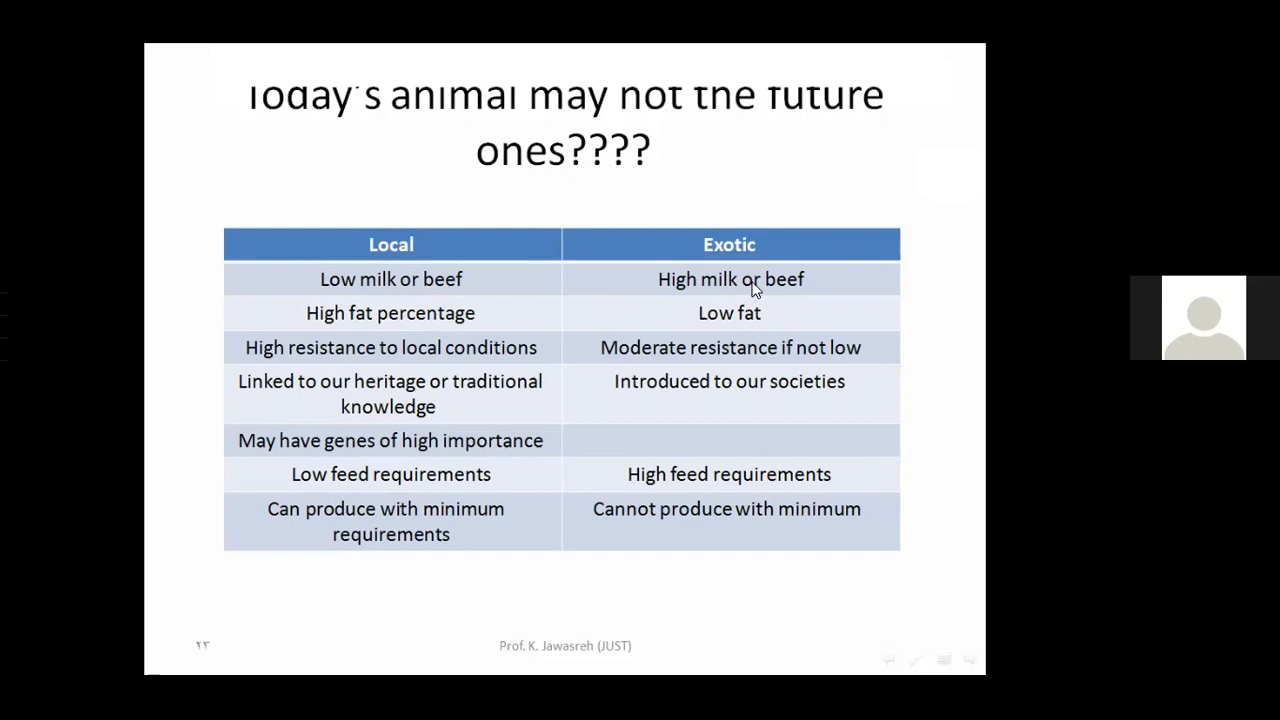 Today's animal may not the future
ones????
Local
Exotic
Low milk or beef
High milk or beef
High fat percentage
Low fat
High resistance to local conditions
Moderate resistance if not low
Linked to our heritage or traditional
knowledge
Introduced to our societies
May have genes of high importance
Low feed requirements
High feed requirements
Can produce with minimum
requirements
Cannot produce with minimum
٢٣
Prof. K. Jawasreh (JUST)